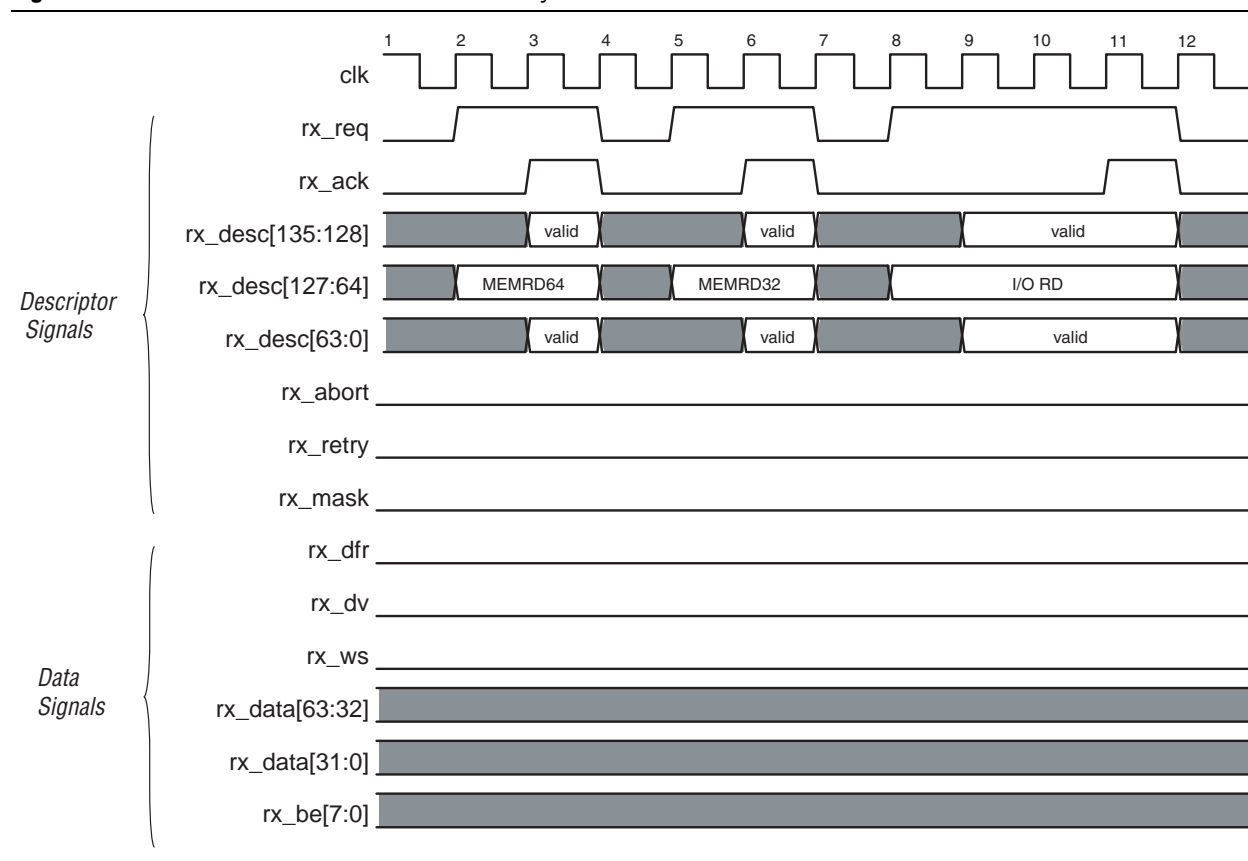 1 2 3 4 5 6 7 8 9 10 11 12
clk
rx_req
rx_ack
rx_desc[135:128] valid valid valid
rx_desc[127:64] MEMRD64 MEMRD32 I/O RD
rx_desc[63:0] valid valid valid
rx_abort
rx_retry
rx_mask
Descriptor
Signals
rx_dfr
rx_dv
rx_ws
rx_data[63:32]
rx_data[31:0]
rx_be[7:0]
Data
Signals